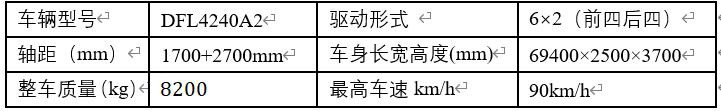 车辆型号 DFL4240A2 驱动形式 6×2（前四后四）
轴距（mm） 1700+2700mm 车身长宽高度(mm) 69400×2500×3700
整车质量(kg) 8200 最高车速 km/h 90km/h